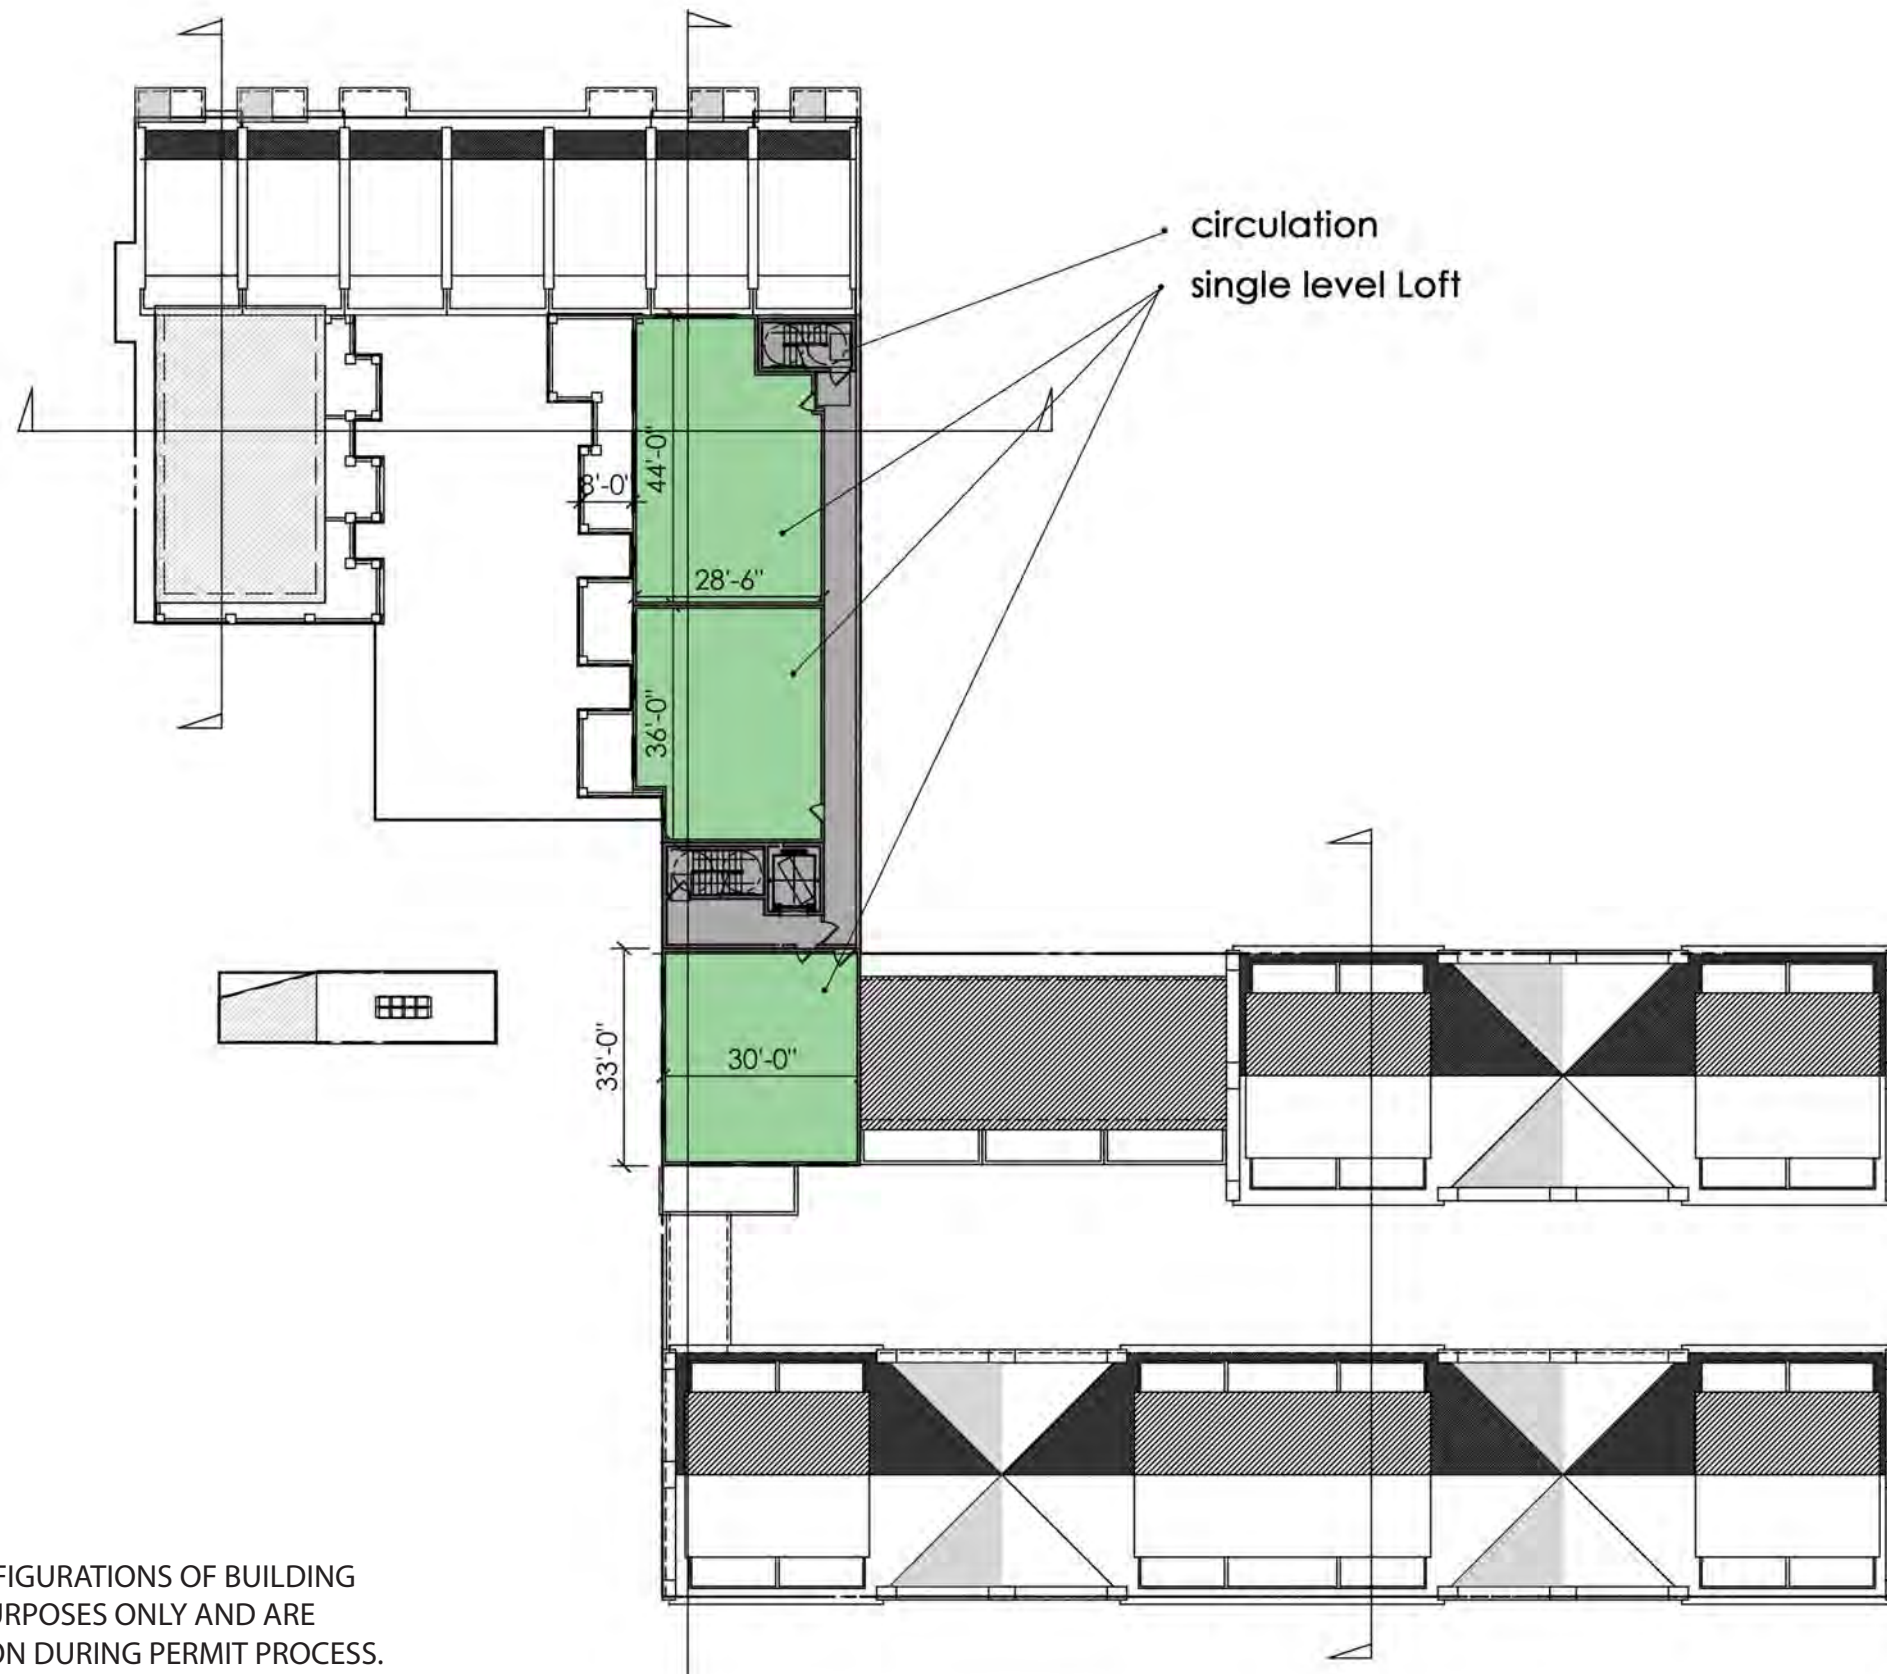 circulation
single level Loft
44'-0"
8'-0"
28'-6"
36'-0"
33'-0"
30'-0"
FIGURATIONS OF BUILDING
URPOSES ONLY AND ARE
ON DURING PERMIT PROCESS.